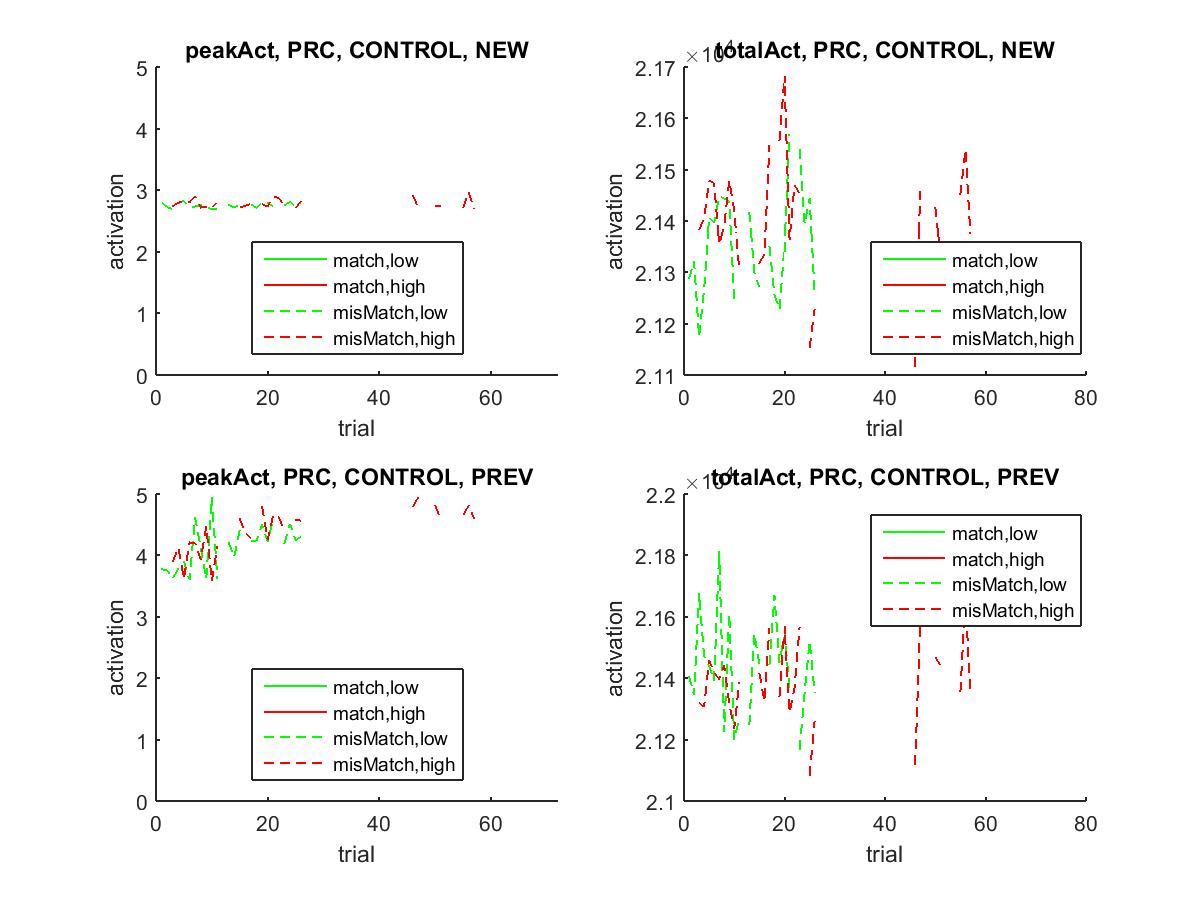 peakAct, PRC, CONTROL, NEW
5
4
3
2
1
0
activation
0 20 40 60
trial
match,low
match,high
misMatch,low
misMatch,high
×10
totalAct, PRC, CONTROL, NEW
2.17
2.16
2.15
2.14
2.13
2.12
2.11
activation
0 20 40 60 80
trial
match,low
match,high
misMatch,low
misMatch,high
peakAct, PRC, CONTROL, PREV
5
4
3
2
1
0
activation
0 20 40 60
trial
match,low
match,high
misMatch,low
misMatch,high
×10
totalAct, PRC, CONTROL, PREV
2.2
2.18
2.16
2.14
2.12
2.1
activation
0 20 40 60 80
trial
match,low
match,high
misMatch,low
misMatch,high